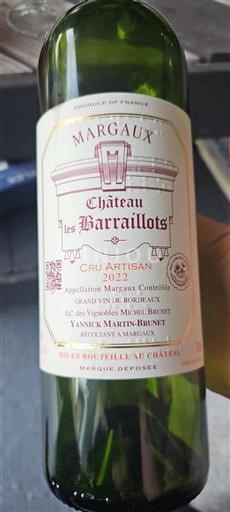 PRODUCE OF FRANCE
MARGAUX
Château
les Barraillots
CRU ARTISAN
2022
Appellation Margaux Contrôlée
GRAND VIN DE BORDEAUX
S.C. des Vignobles MICHEL BRUNET
YANNICK MARTIN-BRUNET
RÉCOLTANT A MARGAUX
MIS EN BOUTEILLE AU CHÂTEAU
MARQUE DEPOSÉE